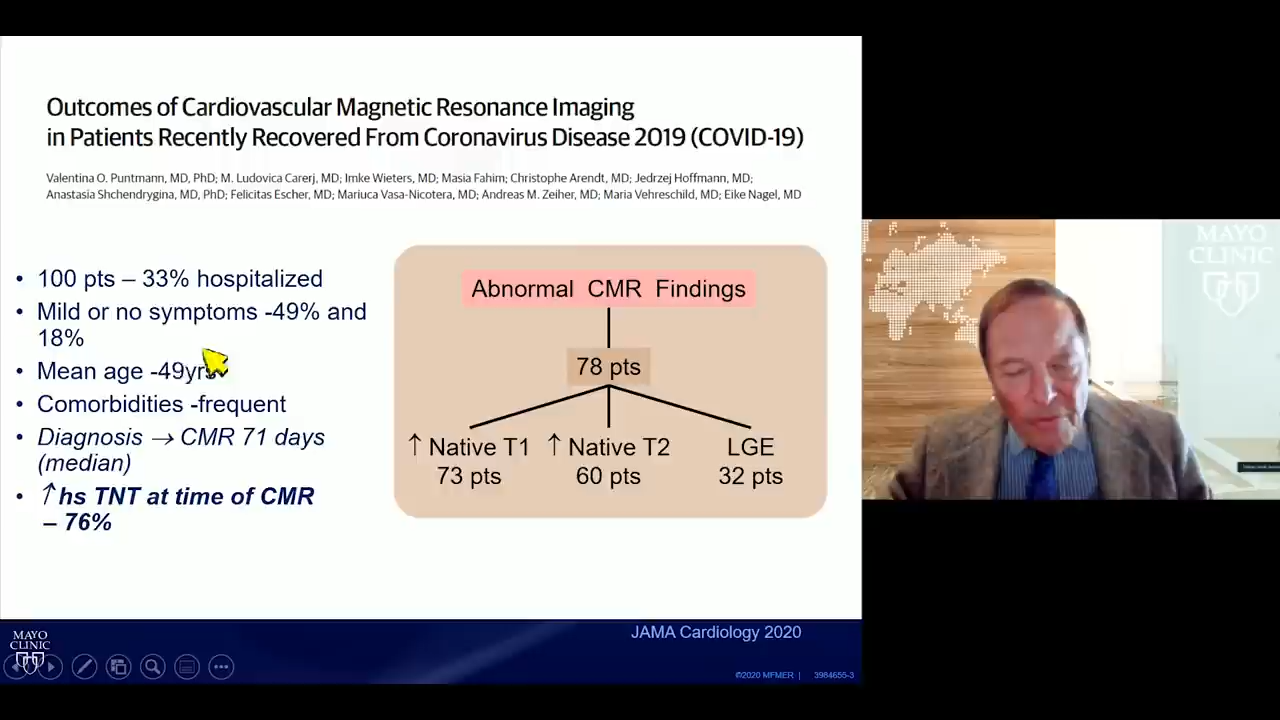 Outcomes of Cardiovascular Magnetic Resonance Imaging
in Patients Recently Recovered From Coronavirus Disease 2019 (COVID-19)
Valentina O. Puntmann, MD, PhD; M. Ludovica Carerj, MD; Imke Wieters, MD; Masia Fahim; Christophe Arendt, MD; Jedrzej Hoffmann, MD;
Anastasia Shchendrygina, MD, PhD; Felicitas Escher, MD; Mariuca Vasa-Nicotera, MD; Andreas M. Zeiher, MD; Maria Vehreschild, MD; Eike Nagel, MD
• 100 pts – 33% hospitalized
• Mild or no symptoms -49% and
18%
• Mean age -49yrs
• Comorbidities -frequent
• Diagnosis → CMR 71 days
(median)
• ↑ hs TNT at time of CMR
– 76%
Abnormal CMR Findings
78 pts
↑ Native T1
73 pts
↑ Native T2
60 pts
LGE
32 pts
JAMA Cardiology 2020
MAYO
CLINIC
©2020 MFMER | 3984655-3
MAYO
CLINIC